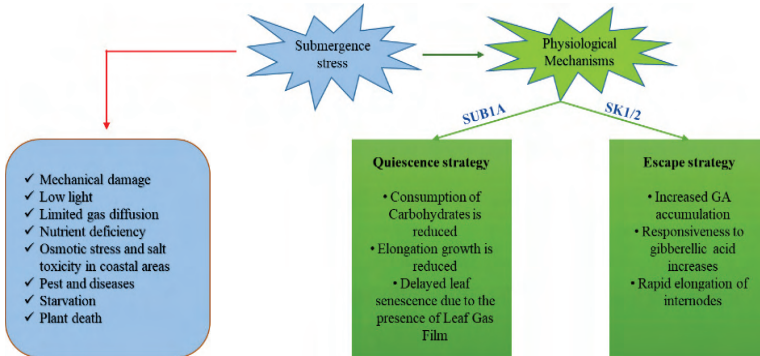 Submergence
stress
Physiological
Mechanisms
SUB1A
SK1/2
✓ Mechanical damage
✓ Low light
✓ Limited gas diffusion
✓ Nutrient deficiency
✓ Osmotic stress and salt
toxicity in coastal areas
✓ Pest and diseases
✓ Starvation
✓ Plant death
Quiescence strategy
• Consumption of
Carbohydrates is
reduced
• Elongation growth is
reduced
• Delayed leaf
senescence due to the
presence of Leaf Gas
Film
Escape strategy
• Increased GA
accumulation
• Responsiveness to
gibberellic acid
increases
• Rapid elongation of
internodes